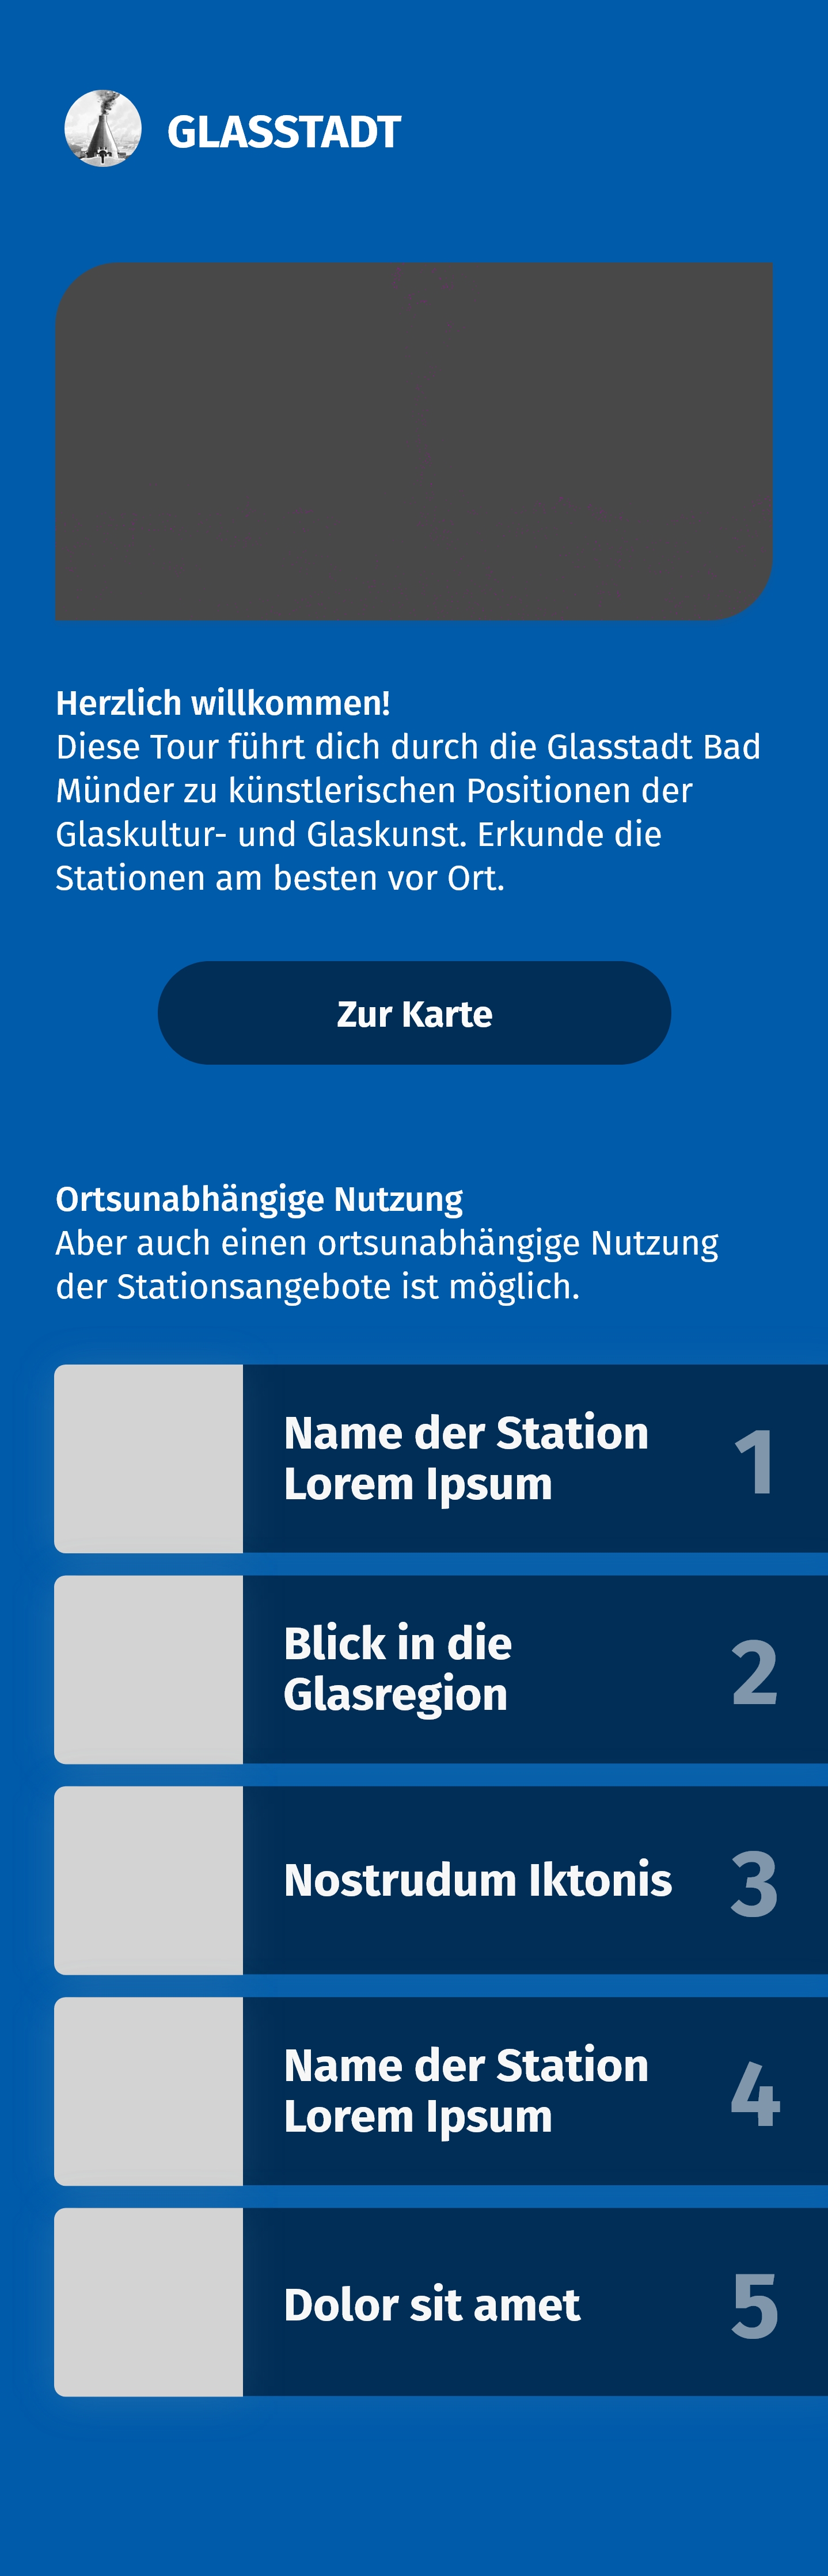 GLASSTADT
Herzlich willkommen!
Diese Tour führt dich durch die Glasstadt Bad
Münder zu künstlerischen Positionen der
Glaskultur- und Glaskunst. Erkunde die
Stationen am besten vor Ort.
Zur Karte
Ortsunabhängige Nutzung
Aber auch einen ortsunabhängige Nutzung
der Stationsangebote ist möglich.
Name der Station
Lorem Ipsum
1
Blick in die
Glasregion
2
Nostrudum Iktonis
3
Name der Station
Lorem Ipsum
4
Dolor sit amet
5